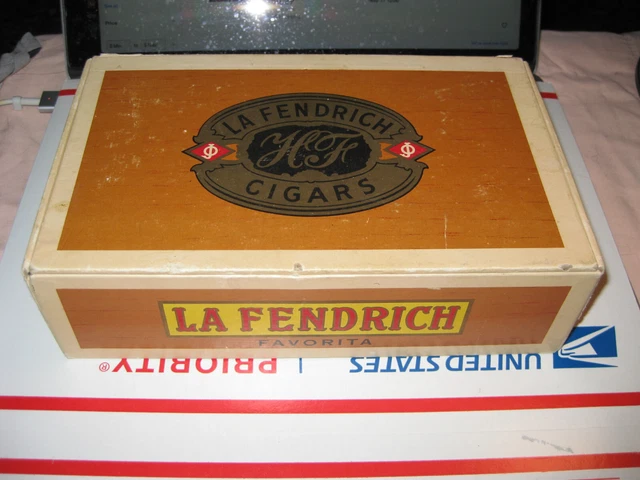 LA FENDRICH
HF
CIGARS
LA FENDRICH
FAVORITA
PRIORITY®
UNITED STATES